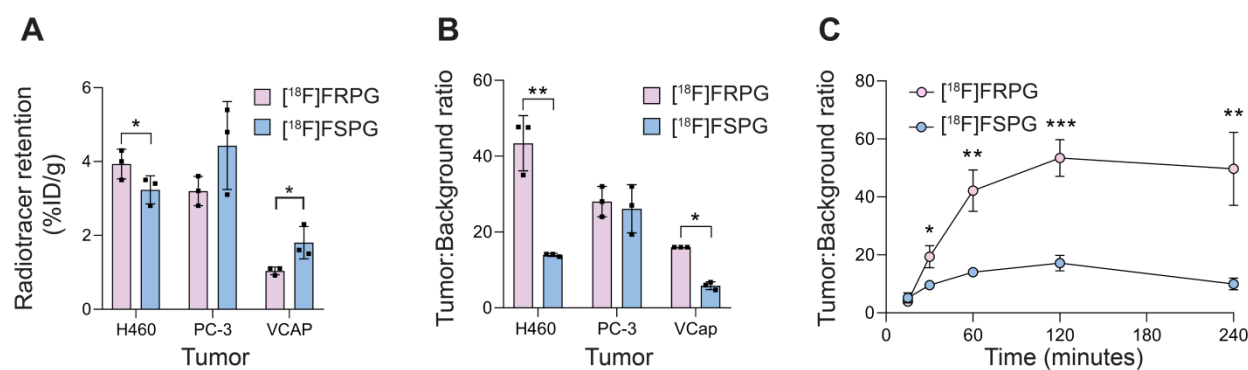 A
Radiotracer retention
(%ID/g)
6
4
2
0
[¹⁸F]FRPG
[¹⁸F]FSPG
*
*
H460 PC-3 VCAP
Tumor
B
Tumor:Background ratio
60
40
20
0
**
[¹⁸F]FRPG
[¹⁸F]FSPG
*
H460 PC-3 VCap
Tumor
C
Tumor:Background ratio
80
60
40
20
0
[¹⁸F]FRPG
[¹⁸F]FSPG
*
**
***
**
0 60 120 180 240
Time (minutes)